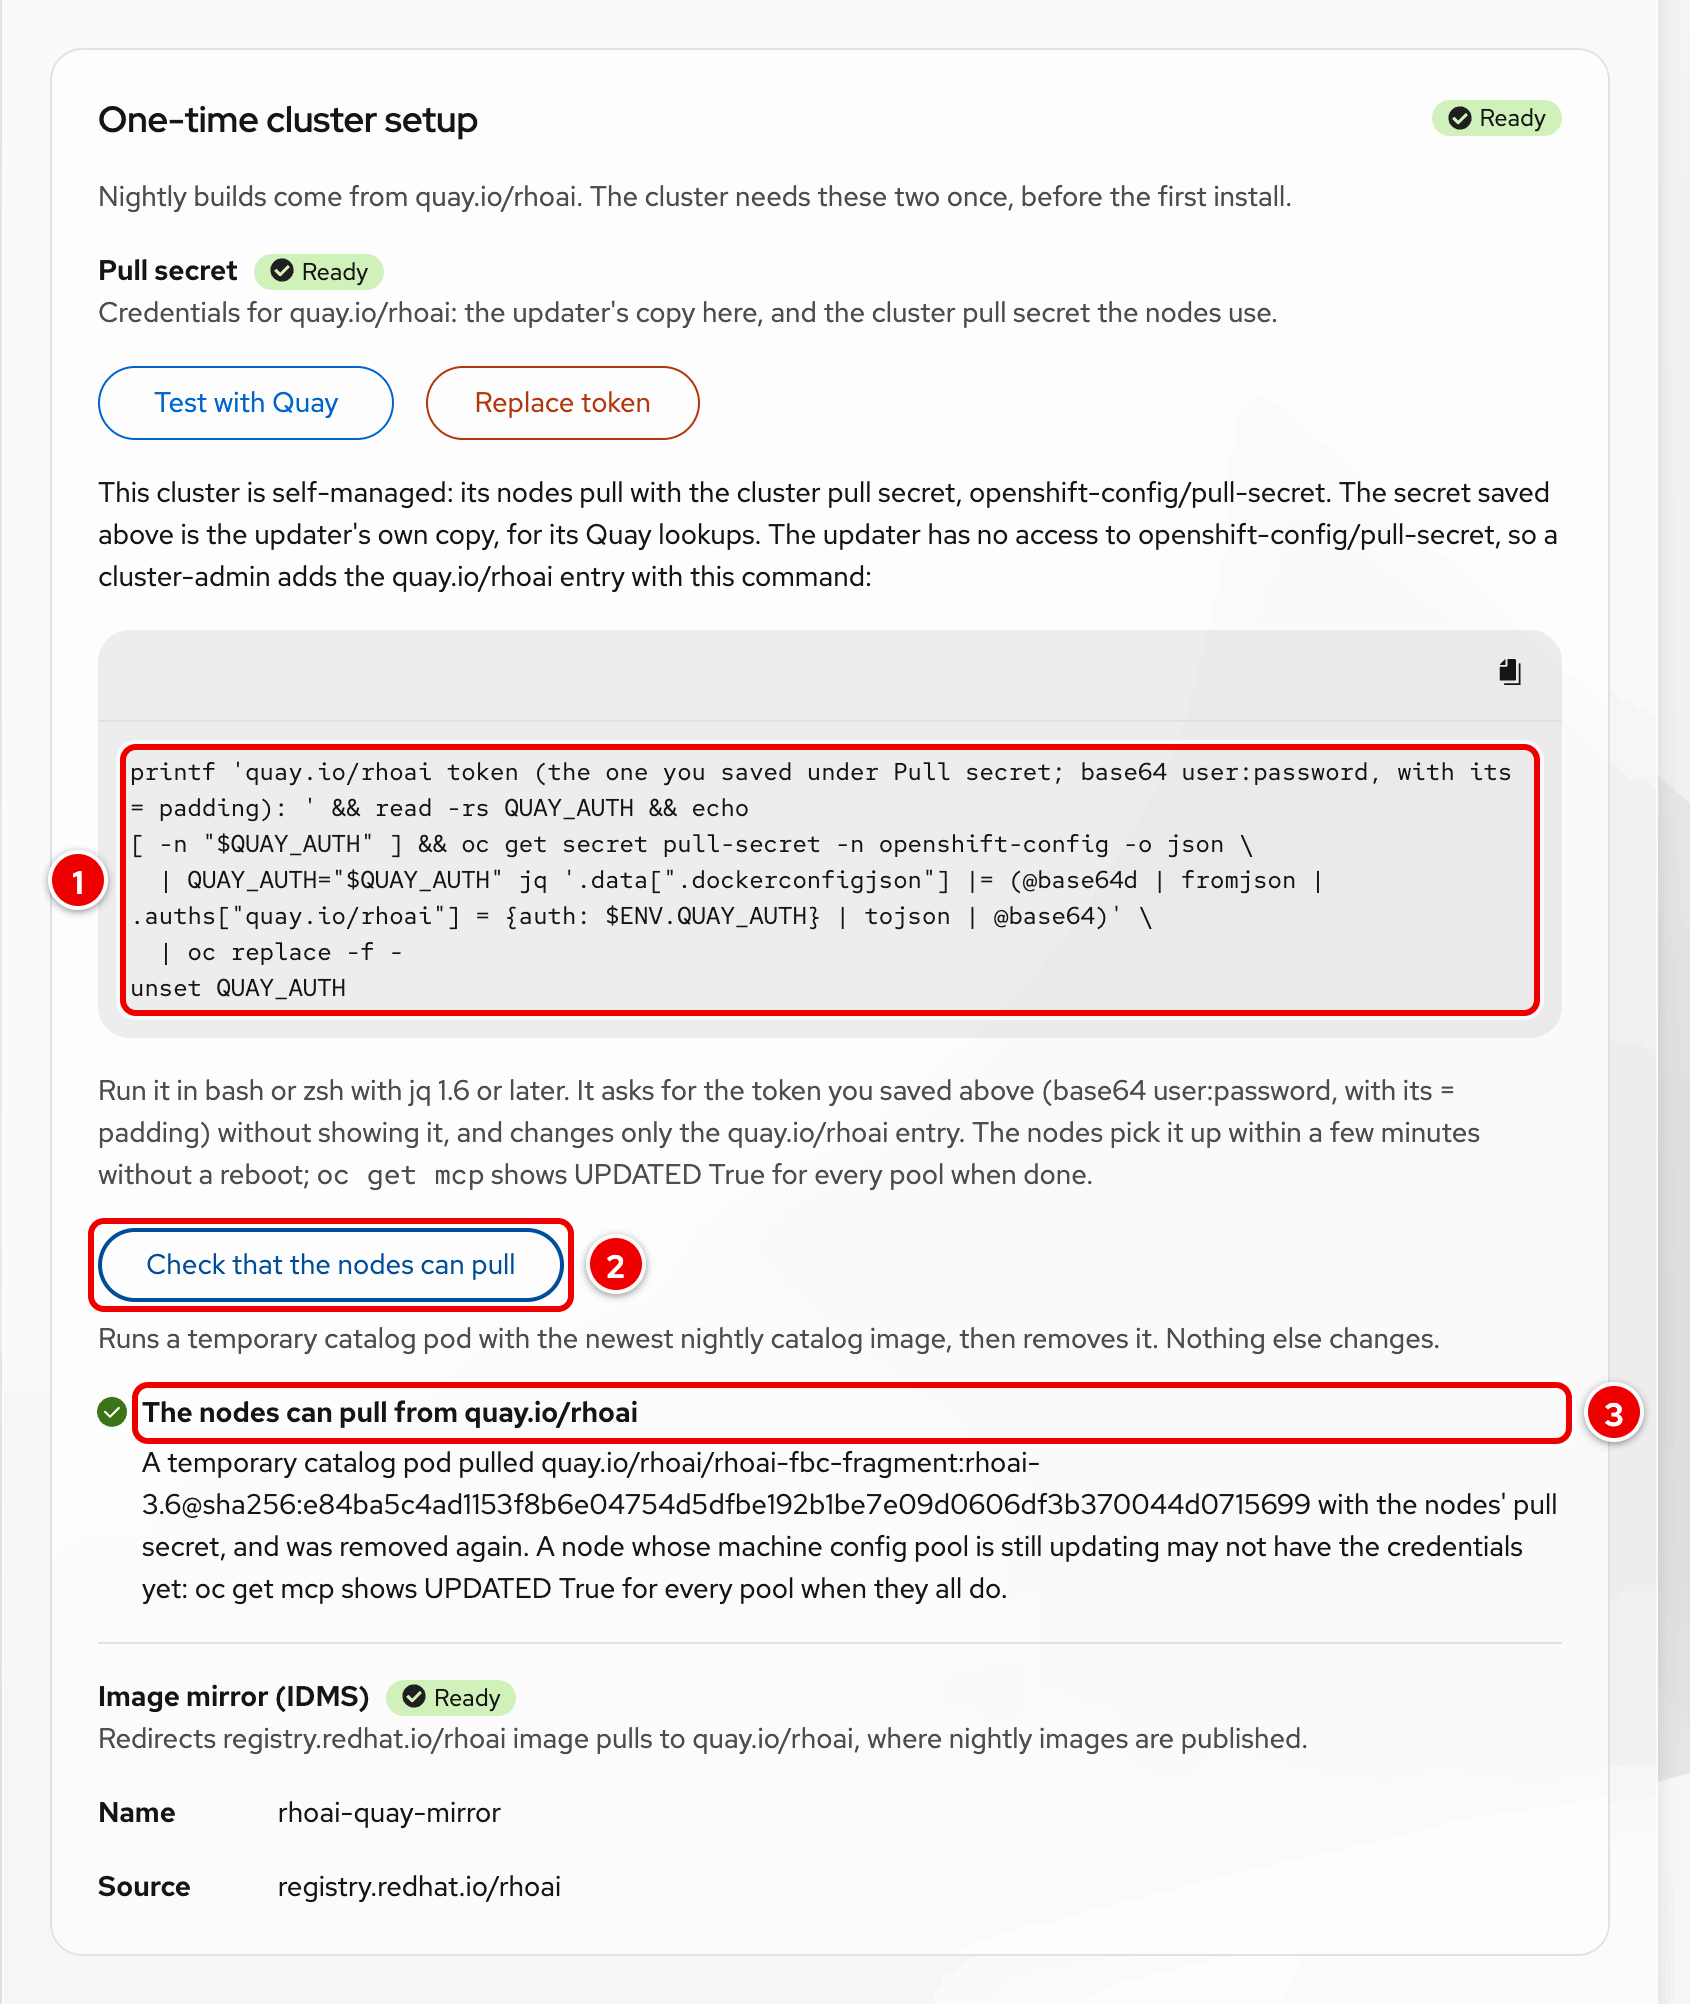 One-time cluster setup
Ready
Nightly builds come from quay.io/rhoai. The cluster needs these two once, before the first install.
Pull secret
Ready
Credentials for quay.io/rhoai: the updater's copy here, and the cluster pull secret the nodes use.
Test with Quay
Replace token
This cluster is self-managed: its nodes pull with the cluster pull secret, openshift-config/pull-secret. The secret saved
above is the updater's own copy, for its Quay lookups. The updater has no access to openshift-config/pull-secret, so a
cluster-admin adds the quay.io/rhoai entry with this command:
printf 'quay.io/rhoai token (the one you saved under Pull secret; base64 user:password, with its
= padding): ' && read -rs QUAY_AUTH && echo
[ -n "$QUAY_AUTH" ] && oc get secret pull-secret -n openshift-config -o json \
1
| QUAY_AUTH="$QUAY_AUTH" jq '.data[".dockerconfigjson"] |= (@base64d | fromjson |
.auths["quay.io/rhoai"] = {auth: $ENV.QUAY_AUTH} | tojson | @base64)' \
| oc replace -f -
unset QUAY_AUTH
Run it in bash or zsh with jq 1.6 or later. It asks for the token you saved above (base64 user:password, with its =
padding) without showing it, and changes only the quay.io/rhoai entry. The nodes pick it up within a few minutes
without a reboot; oc get mcp shows UPDATED True for every pool when done.
Check that the nodes can pull
2
Runs a temporary catalog pod with the newest nightly catalog image, then removes it. Nothing else changes.
The nodes can pull from quay.io/rhoai
3
A temporary catalog pod pulled quay.io/rhoai/rhoai-fbc-fragment:rhoai-
3.6@sha256:e84ba5c4ad1153f8b6e04754d5dfbe192b1be7e09d0606df3b370044d0715699 with the nodes' pull
secret, and was removed again. A node whose machine config pool is still updating may not have the credentials
yet: oc get mcp shows UPDATED True for every pool when they all do.
Image mirror (IDMS)
Ready
Redirects registry.redhat.io/rhoai image pulls to quay.io/rhoai, where nightly images are published.
Name
rhoai-quay-mirror
Source
registry.redhat.io/rhoai